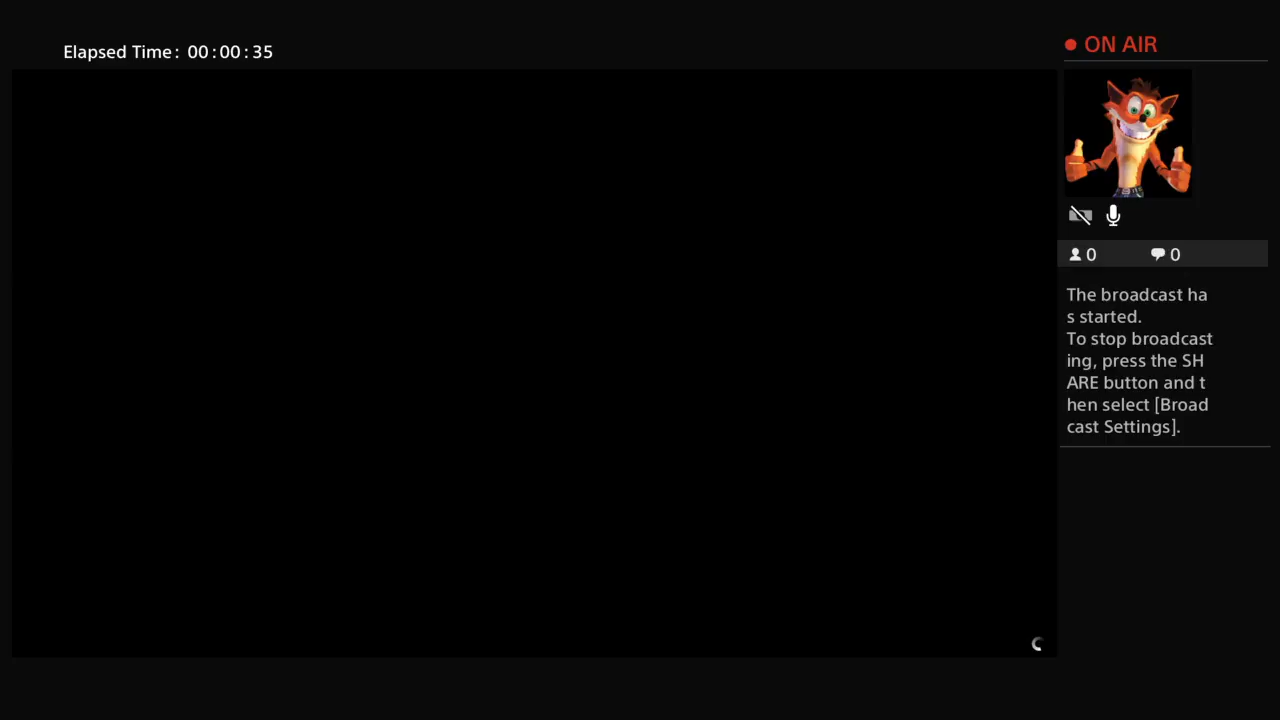 Elapsed Time: 00:00:35
ON AIR
0 0
The broadcast ha
s started.
To stop broadcast
ing, press the SH
ARE button and t
hen select [Broad
cast Settings].